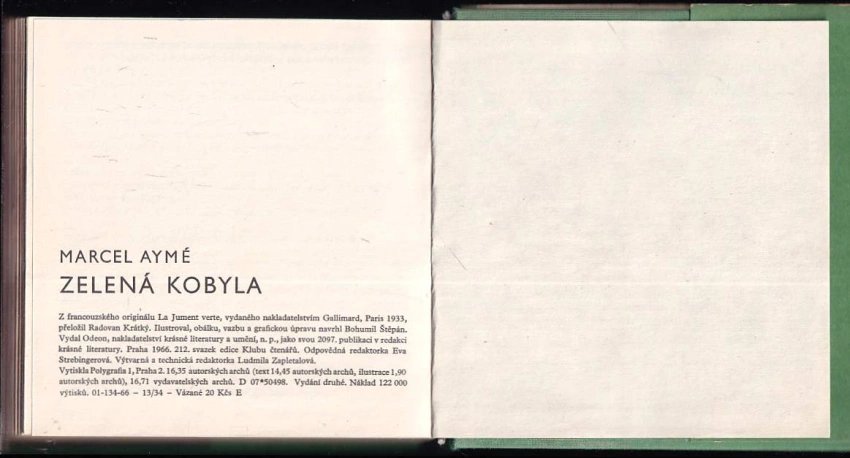 MARCEL AYMÉ
ZELENÁ KOBYLA
Z francouzského originálu La Jument verte, vydaného nakladatelstvím Gallimard, Paris 1933,
přeložil Radovan Krátký. Ilustroval, obálku, vazbu a grafickou úpravu navrhl Bohumil Štěpán.
Vydal Odeon, nakladatelství krásné literatury a umění, n. p., jako svou 2097. publikaci v redakci
krásné literatury. Praha 1966. 212. svazek edice Klubu čtenářů. Odpovědná redaktorka Eva
Strebingerová. Výtvarná a technická redaktorka Ludmila Zapletalová.
Vytiskla Polygrafia 1, Praha 2. 16,35 autorských archů (text 14,45 autorských archů, ilustrace 1,90
autorských archů), 16,71 vydavatelských archů. D 07*50498. Vydání druhé. Náklad 122 000
výtisků. 01-134-66 – 13/34 – Vázané 20 Kčs E